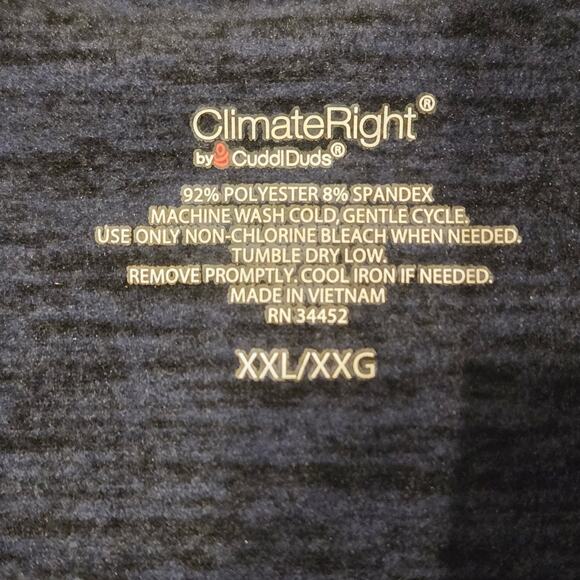 ClimateRight®
by CuddlDuds®
92% POLYESTER 8% SPANDEX
MACHINE WASH COLD, GENTLE CYCLE.
USE ONLY NON-CHLORINE BLEACH WHEN NEEDED.
TUMBLE DRY LOW.
REMOVE PROMPTLY. COOL IRON IF NEEDED.
MADE IN VIETNAM
RN 34452
XXL/XXG